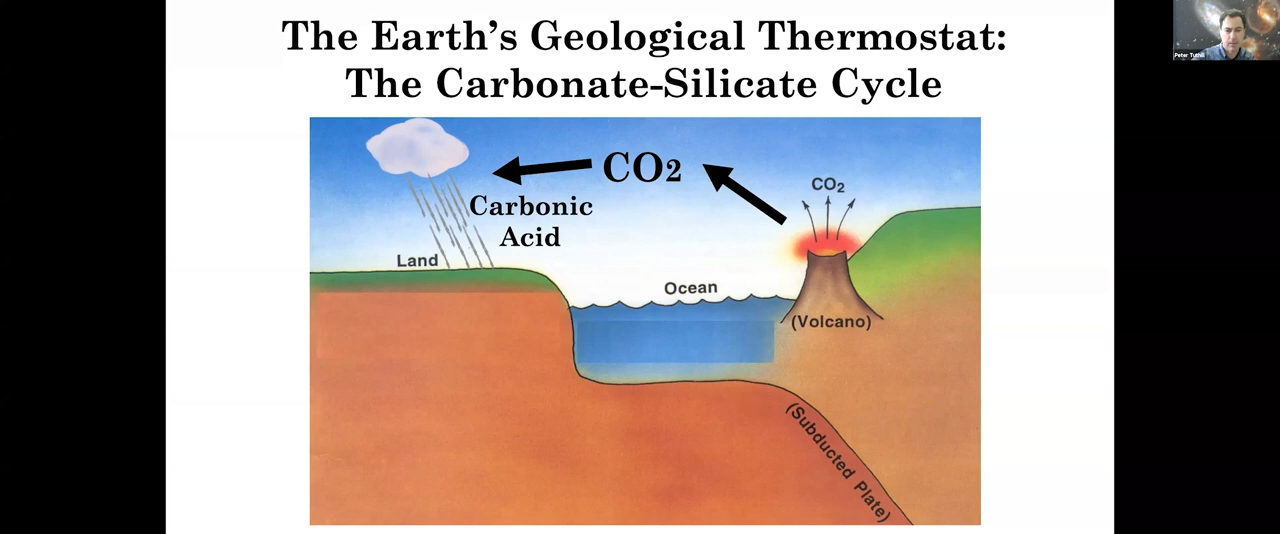 The Earth's Geological Thermostat:
The Carbonate-Silicate Cycle
CO2
CO2
Carbonic
Acid
Land
Ocean
(Volcano)
(Subducted Plate)
Peter Tuthill